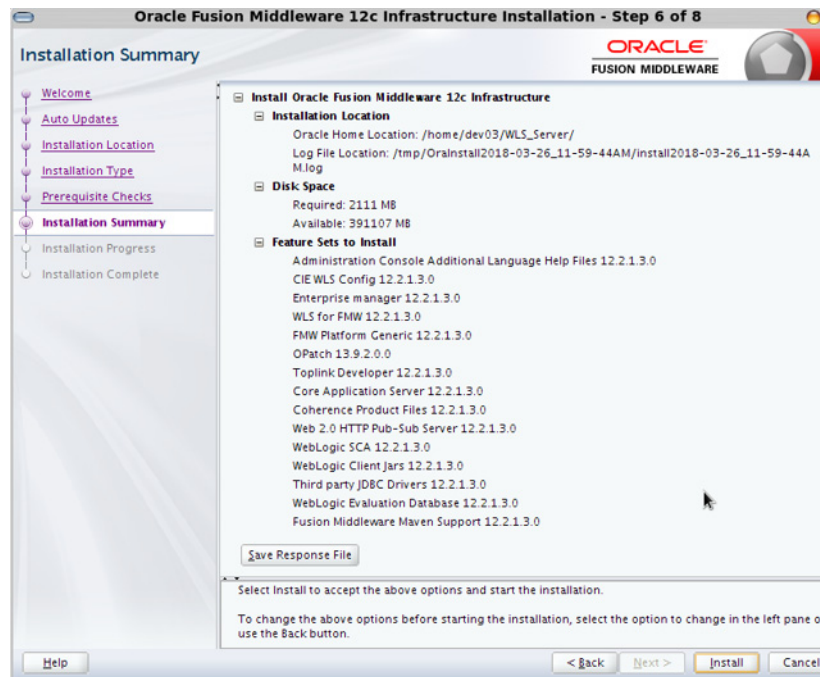 Oracle Fusion Middleware 12c Infrastructure Installation - Step 6 of 8
Installation Summary
ORACLE
FUSION MIDDLEWARE
Welcome
Auto Updates
Installation Location
Installation Type
Prerequisite Checks
Installation Summary
Installation Progress
Installation Complete
Install Oracle Fusion Middleware 12c Infrastructure
Installation Location
Oracle Home Location: /home/dev03/WLS_Server/
Log File Location: /tmp/OraInstall2018-03-26_11-59-44AM/install2018-03-26_11-59-44A
M.log
Disk Space
Required: 2111 MB
Available: 391107 MB
Feature Sets to Install
Administration Console Additional Language Help Files 12.2.1.3.0
CIE WLS Config 12.2.1.3.0
Enterprise manager 12.2.1.3.0
WLS for FMW 12.2.1.3.0
FMW Platform Generic 12.2.1.3.0
OPatch 13.9.2.0.0
Toplink Developer 12.2.1.3.0
Core Application Server 12.2.1.3.0
Coherence Product Files 12.2.1.3.0
Web 2.0 HTTP Pub-Sub Server 12.2.1.3.0
WebLogic SCA 12.2.1.3.0
WebLogic Client Jars 12.2.1.3.0
Third party JDBC Drivers 12.2.1.3.0
WebLogic Evaluation Database 12.2.1.3.0
Fusion Middleware Maven Support 12.2.1.3.0
Save Response File
Select Install to accept the above options and start the installation.
To change the above options before starting the installation, select the option to change in the left pane o
use the Back button.
Help
< Back
Next >
Install
Cancel